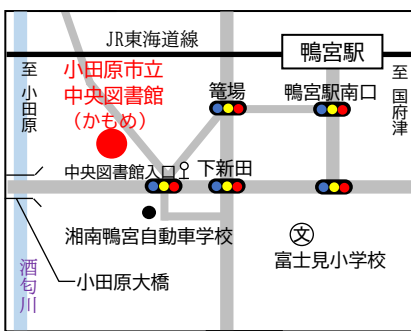 JR東海道線
鴨宮駅
至 小田原
小田原市立
中央図書館
(かもめ)
籠場
鴨宮駅南口
至 国府津
中央図書館入口
下新田
湘南鴨宮自動車学校
文
富士見小学校
小田原大橋
酒匂川